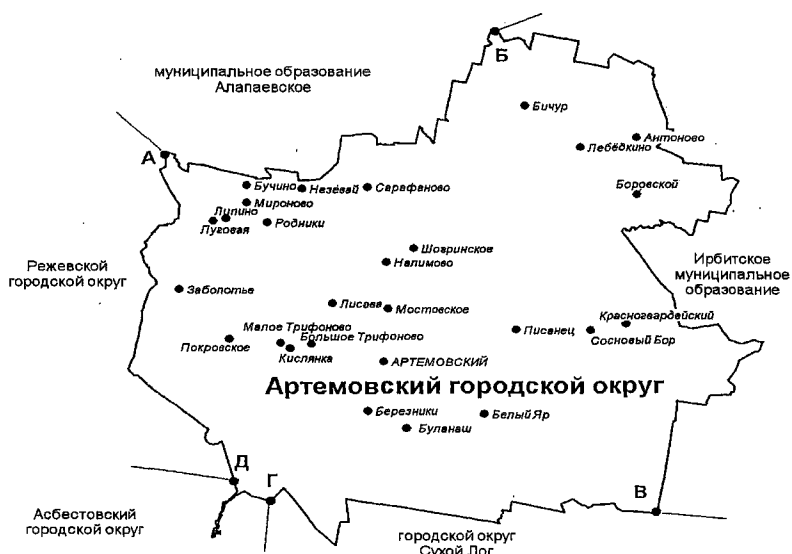 Б
муниципальное образование
Алапаевское
Бичур
Антоново
Лебёдкино
А
Бучино
Незевай
Сарафаново
Боровской
Мироново
Липино
Луговая
Родники
Шогринское
Налимово
Режевской
городской округ
Ирбитское
муниципальное
образование
Заболотье
Лисава
Мостовское
Красногвардейский
Малое Трифоново
Большое Трифоново
Писанец
Сосновый Бор
Покровское
Кислянка
АРТЕМОВСКИЙ
Артемовский городской округ
Березники
Белый Яр
Буланаш
Д
Г
В
Асбестовский
городской округ
городской округ
Сухой Лог